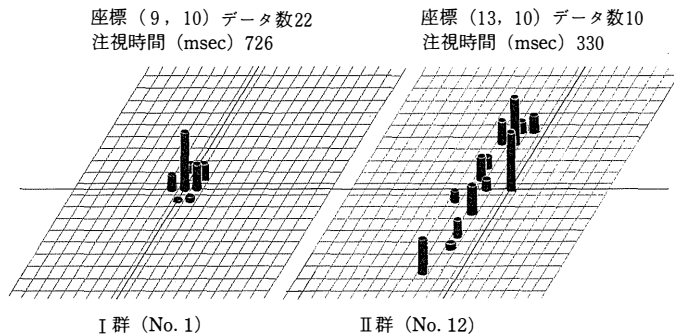 座標（9，10）データ数22
注視時間（msec）726
座標（13，10）データ数10
注視時間（msec）330
Ⅰ群（No. 1）
Ⅱ群（No. 12）